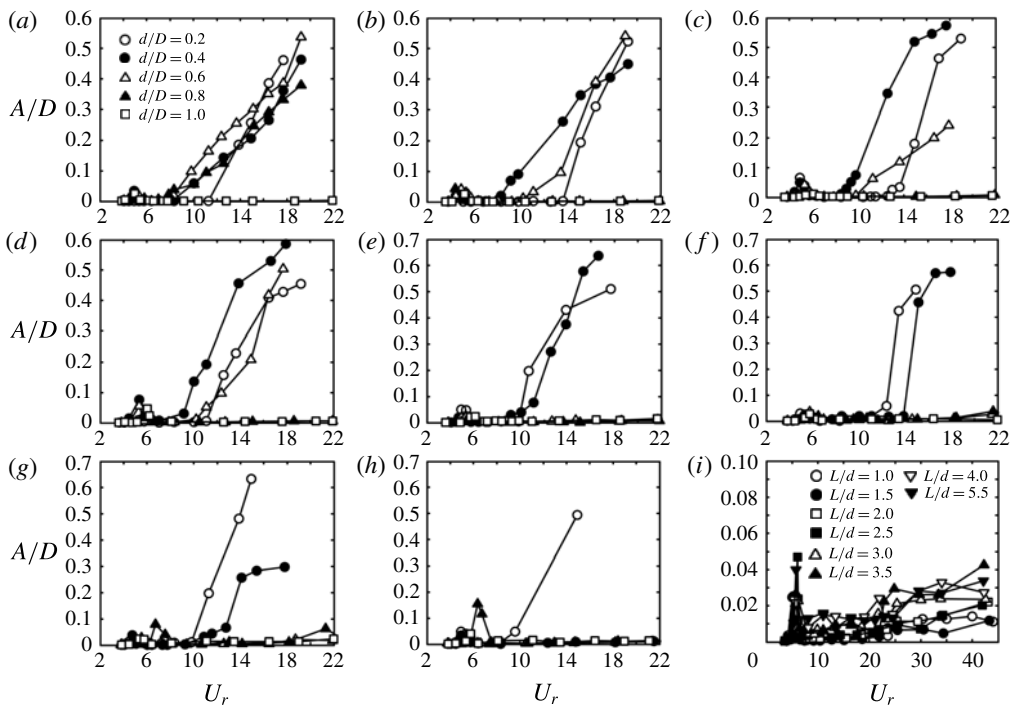 (a)
0.6
0.5
0.4
0.3
0.2
0.1
0
A/D
d/D = 0.2
d/D = 0.4
d/D = 0.6
d/D = 0.8
d/D = 1.0
2 6 10 14 18 22
(b)
0.6
0.5
0.4
0.3
0.2
0.1
0
2 6 10 14 18 22
(c)
0.6
0.5
0.4
0.3
0.2
0.1
0
2 6 10 14 18 22
(d)
0.6
0.5
0.4
0.3
0.2
0.1
0
A/D
2 6 10 14 18 22
(e)
0.7
0.6
0.5
0.4
0.3
0.2
0.1
0
2 6 10 14 18 22
(f)
0.7
0.6
0.5
0.4
0.3
0.2
0.1
0
2 6 10 14 18 22
(g)
0.7
0.6
0.5
0.4
0.3
0.2
0.1
0
A/D
2 6 10 14 18 22
U_r
(h)
0.7
0.6
0.5
0.4
0.3
0.2
0.1
0
2 6 10 14 18 22
U_r
(i)
0.10
0.08
0.06
0.04
0.02
L/d = 1.0
L/d = 1.5
L/d = 2.0
L/d = 2.5
L/d = 3.0
L/d = 3.5
L/d = 4.0
L/d = 5.5
0 10 20 30 40
U_r